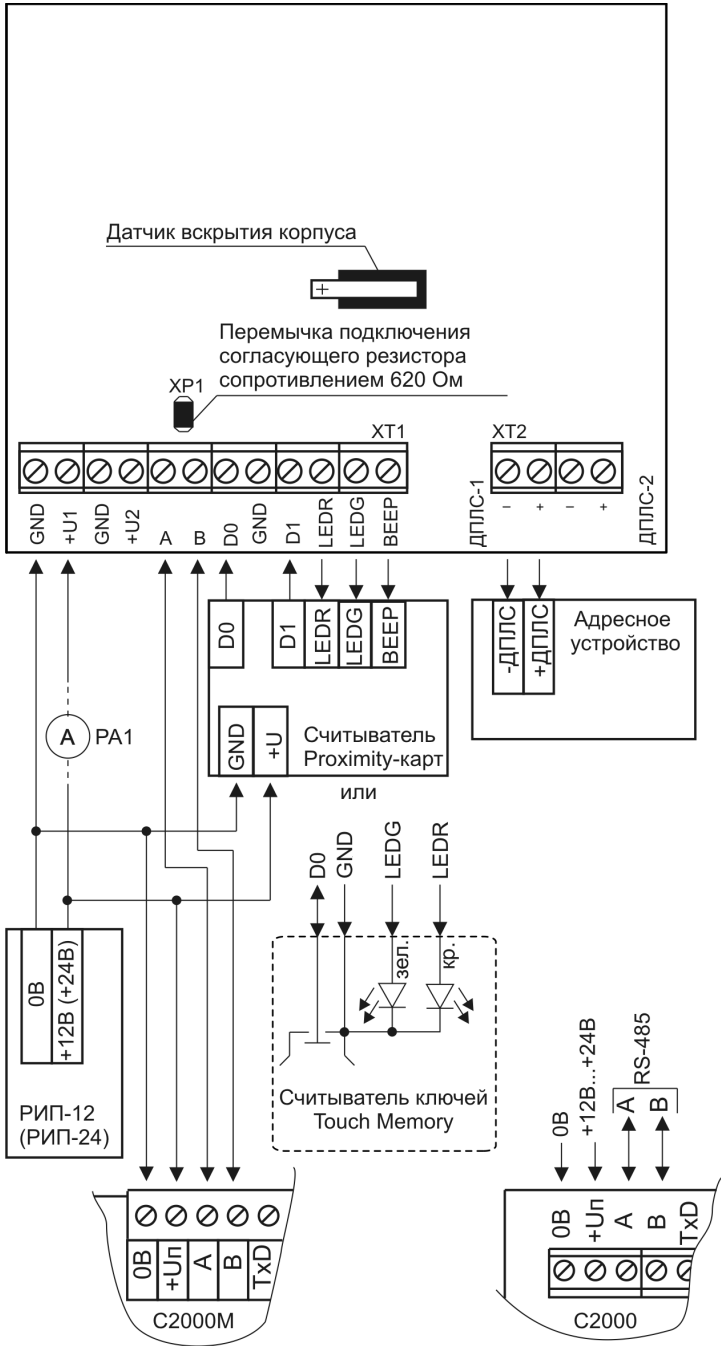 Датчик вскрытия корпуса
+
Перемычка подключения
согласующего резистора
сопротивлением 620 Ом
XP1
XT1
XT2
GND
+U1
GND
+U2
A
B
D0
GND
D1
LEDR
LEDG
BEEP
ДПЛС-1
–
+
–
+
ДПЛС-2
D0
D1
LEDR
LEDG
BEEP
-ДПЛС
+ДПЛС
Адресное
устройство
A
PA1
GND
+U
Считыватель
Proximity-карт
или
D0
GND
LEDG
LEDR
зел.
кр.
Считыватель ключей
Touch Memory
0В
+12В (+24В)
РИП-12
(РИП-24)
0В
+12В...+24В
A
B
RS-485
0В
+Uп
A
B
TxD
С2000М
0В
+Uп
A
B
TxD
С2000